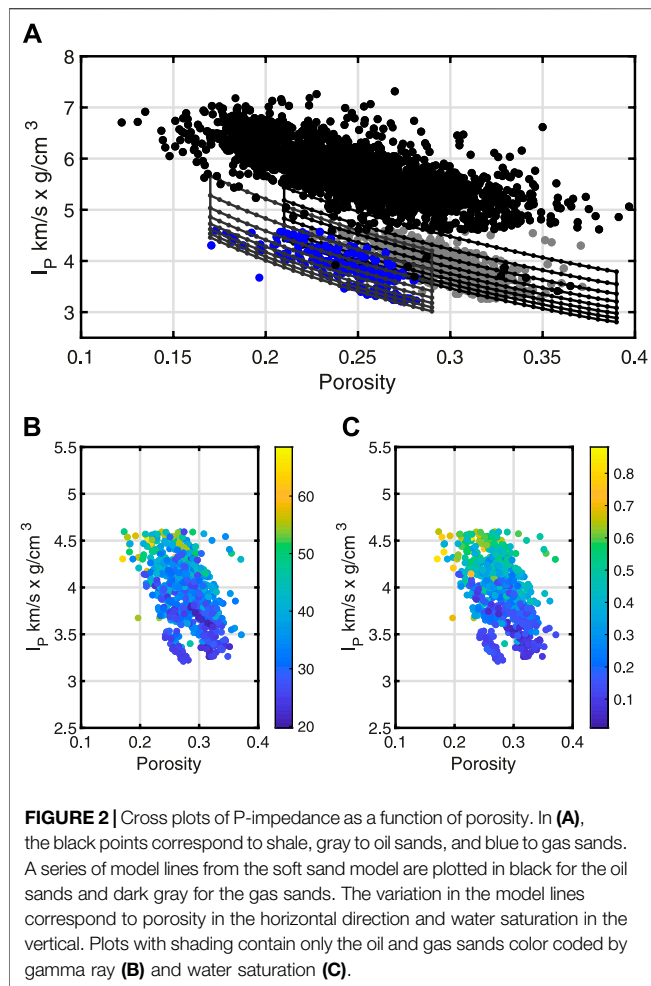 A
8
7
6
5
4
3
I_P km/s x g/cm ³
0.1 0.15 0.2 0.25 0.3 0.35 0.4
Porosity
B
5.5
5
4.5
4
3.5
3
2.5
I_P km/s x g/cm ³
0.1 0.2 0.3 0.4
Porosity
60
50
40
30
20
C
5.5
5
4.5
4
3.5
3
2.5
I_P km/s x g/cm ³
0.1 0.2 0.3 0.4
Porosity
0.8
0.7
0.6
0.5
0.4
0.3
0.2
0.1
FIGURE 2 | Cross plots of P-impedance as a function of porosity. In (A),
the black points correspond to shale, gray to oil sands, and blue to gas sands.
A series of model lines from the soft sand model are plotted in black for the oil
sands and dark gray for the gas sands. The variation in the model lines
correspond to porosity in the horizontal direction and water saturation in the
vertical. Plots with shading contain only the oil and gas sands color coded by
gamma ray (B) and water saturation (C).